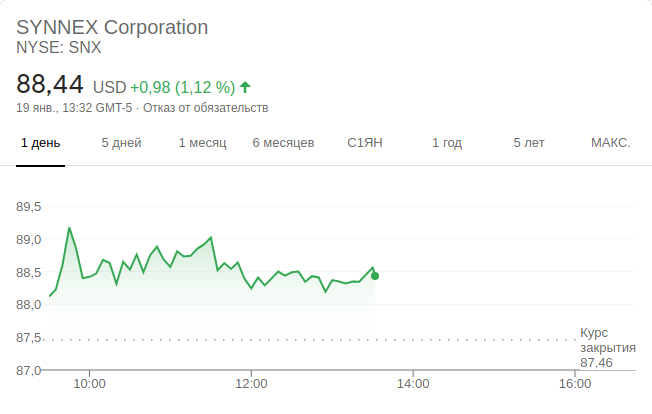 SYNNEX Corporation
NYSE: SNX
88,44 USD +0,98 (1,12 %)
19 янв., 13:32 GMT-5 · Отказ от обязательств
1 день 5 дней 1 месяц 6 месяцев С1ЯН 1 год 5 лет МАКС.
89,5
89,0
88,5
88,0
87,5
87,0
Курс
закрытия
87,46
10:00 12:00 14:00 16:00